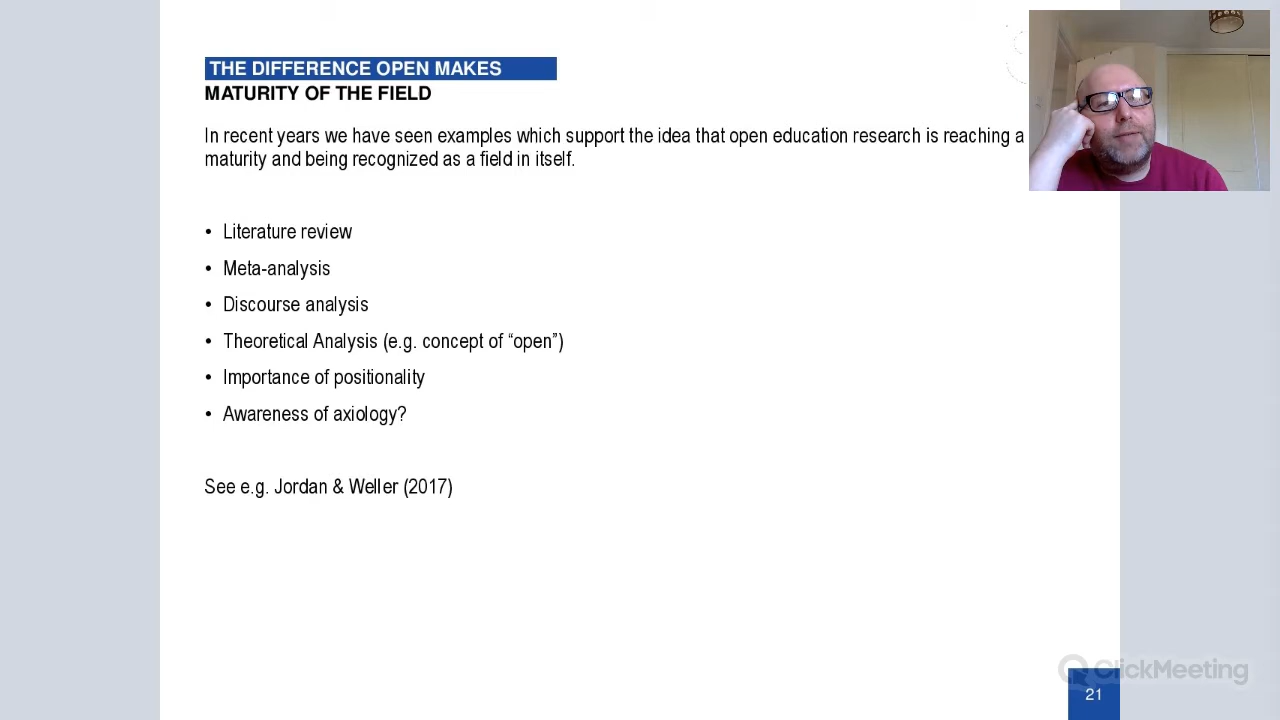 THE DIFFERENCE OPEN MAKES
MATURITY OF THE FIELD
In recent years we have seen examples which support the idea that open education research is reaching a
maturity and being recognized as a field in itself.
• Literature review
• Meta-analysis
• Discourse analysis
• Theoretical Analysis (e.g. concept of “open”)
• Importance of positionality
• Awareness of axiology?
See e.g. Jordan & Weller (2017)
ClickMeeting
21